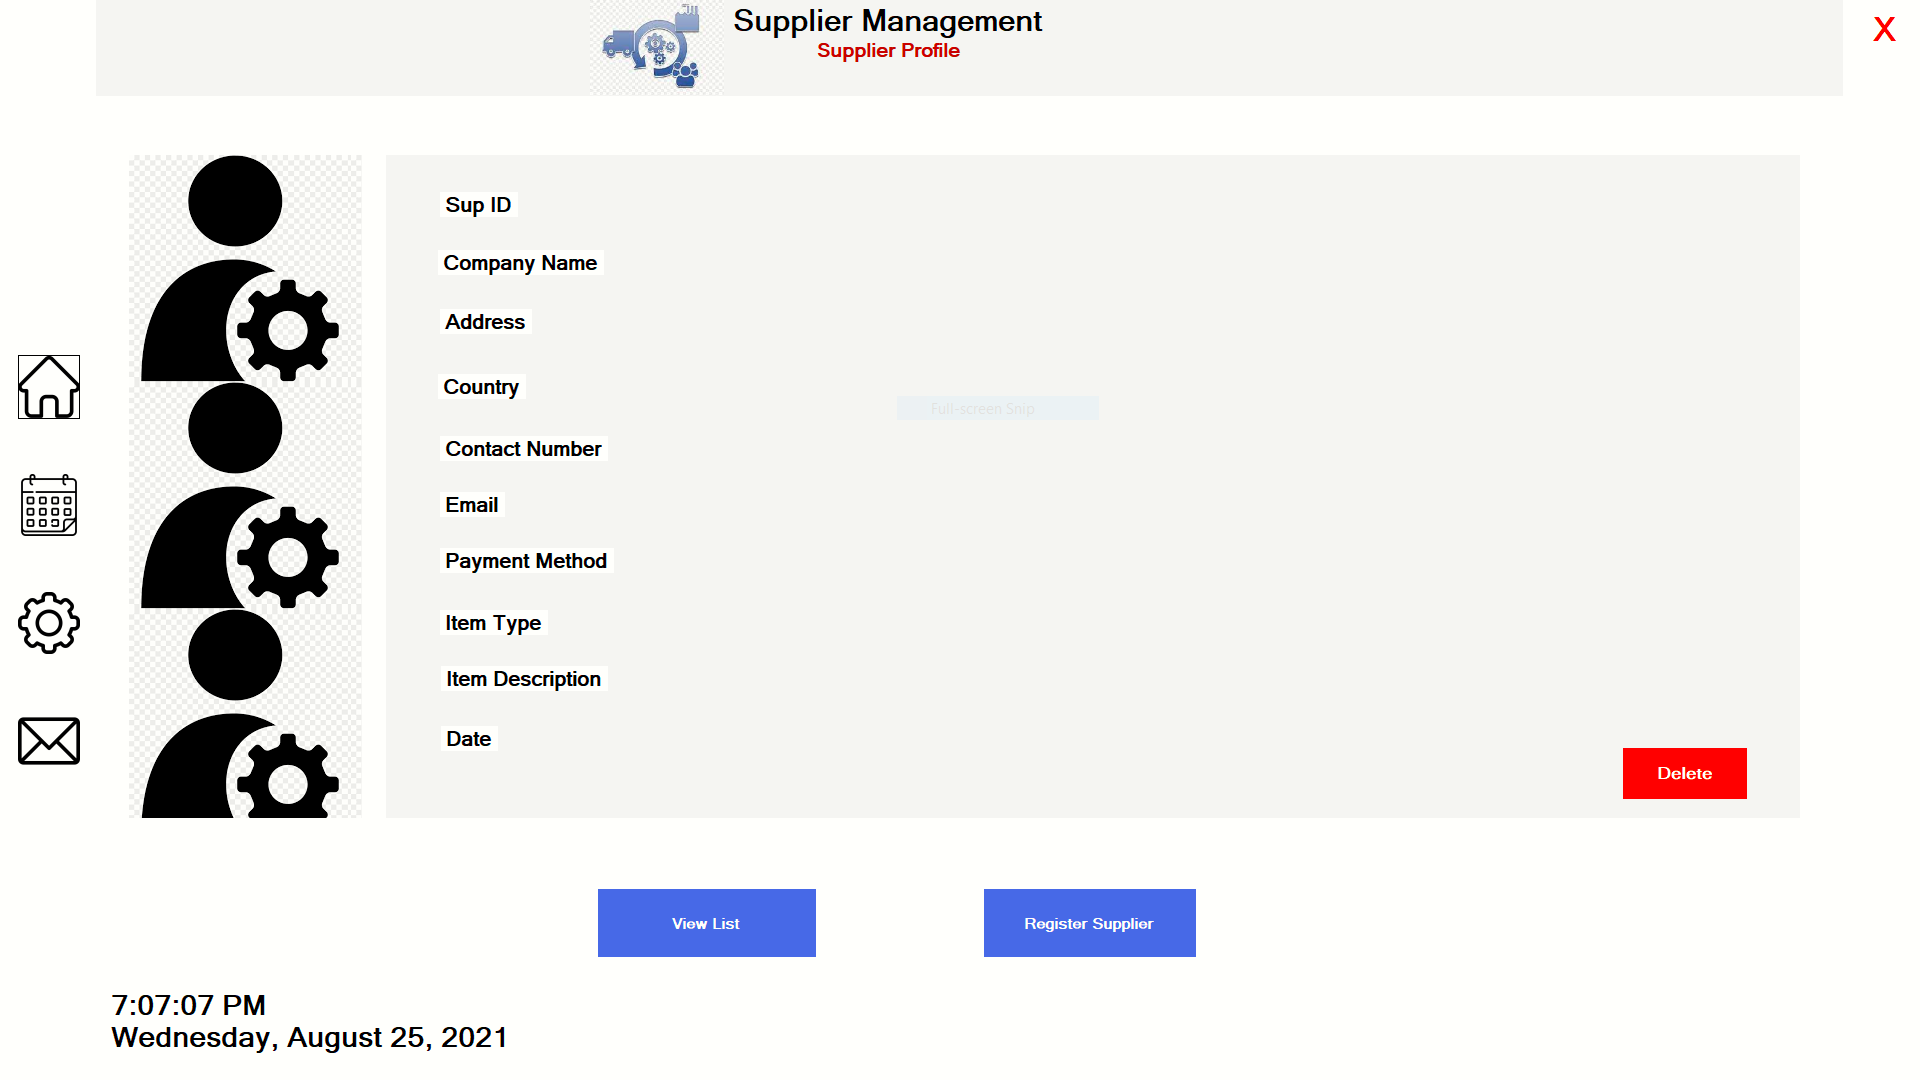 Supplier Management
Supplier Profile
X
Sup ID
Company Name
Address
Country
Full-screen Snip
Contact Number
Email
Payment Method
Item Type
Item Description
Date
Delete
View List
Register Supplier
7:07:07 PM
Wednesday, August 25, 2021